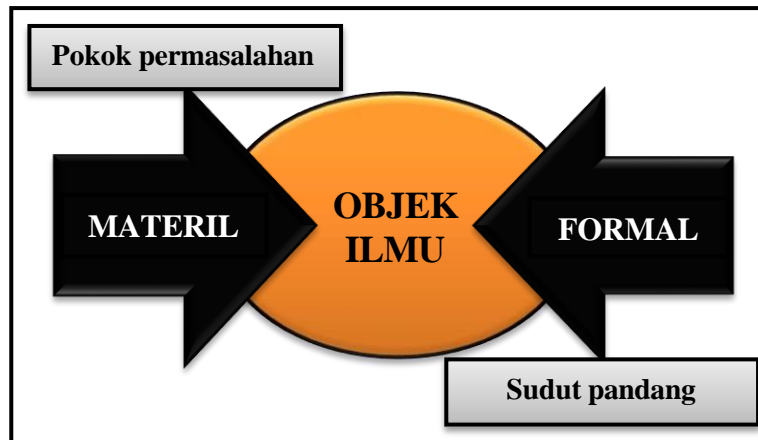 Pokok permasalahan
MATERIL
OBJEK
ILMU
FORMAL
Sudut pandang